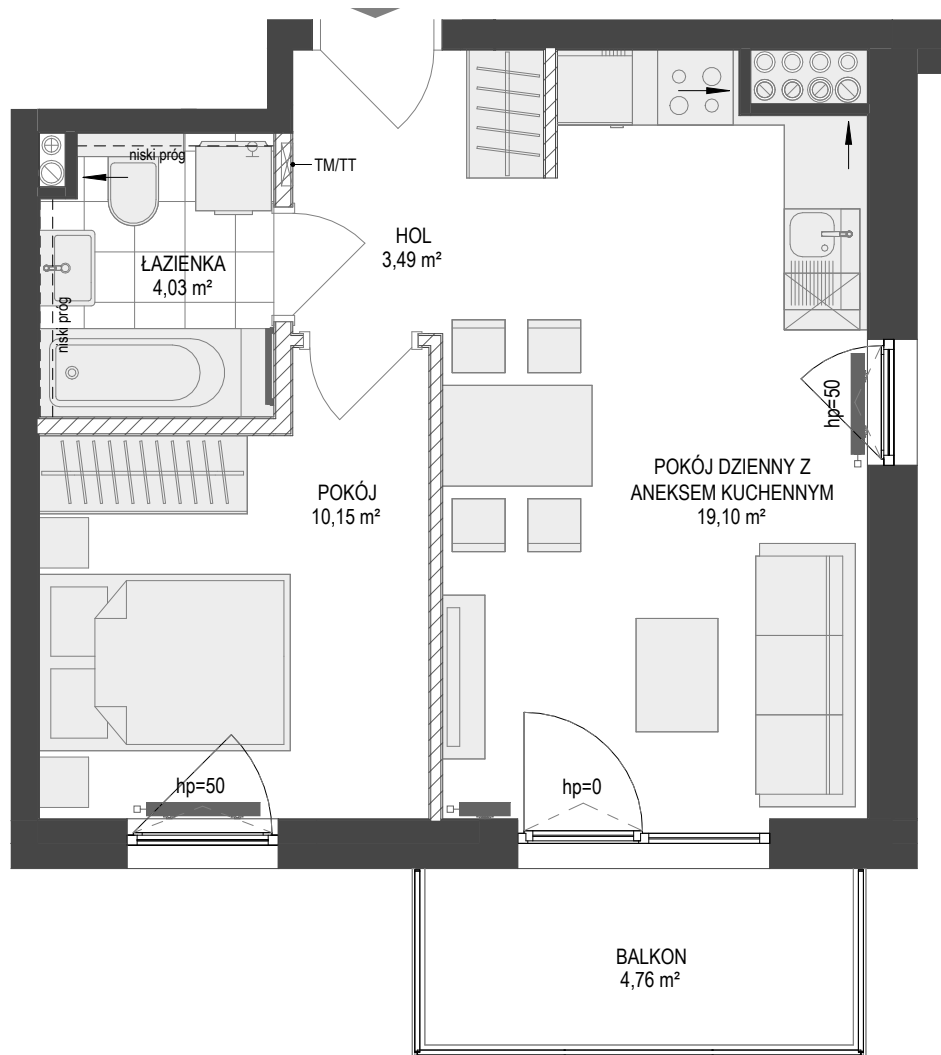 niski próg
TM/TT
HOL
3,49 m²
ŁAZIENKA
4,03 m²
niski próg
hp=50
POKÓJ DZIENNY Z
ANEKSEM KUCHENNYM
19,10 m²
POKÓJ
10,15 m²
hp=50
hp=0
BALKON
4,76 m²